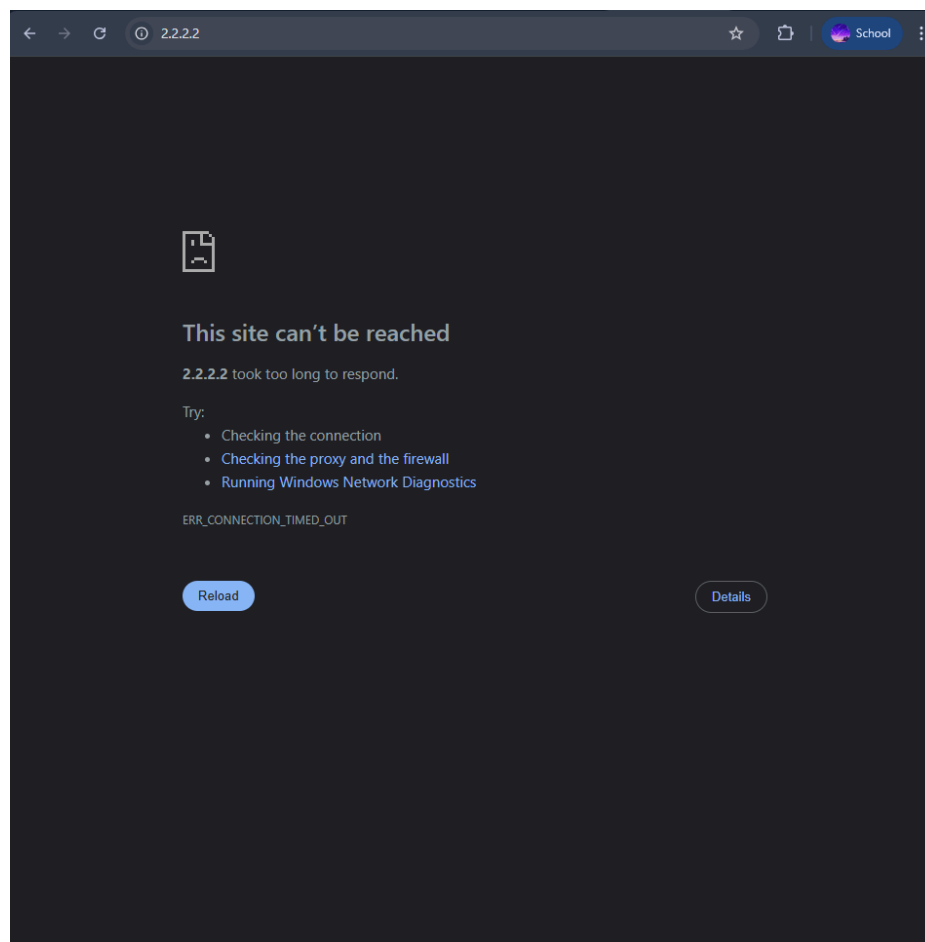 2.2.2.2
School
This site can’t be reached
2.2.2.2 took too long to respond.
Try:
• Checking the connection
• Checking the proxy and the firewall
• Running Windows Network Diagnostics
ERR_CONNECTION_TIMED_OUT
Reload
Details